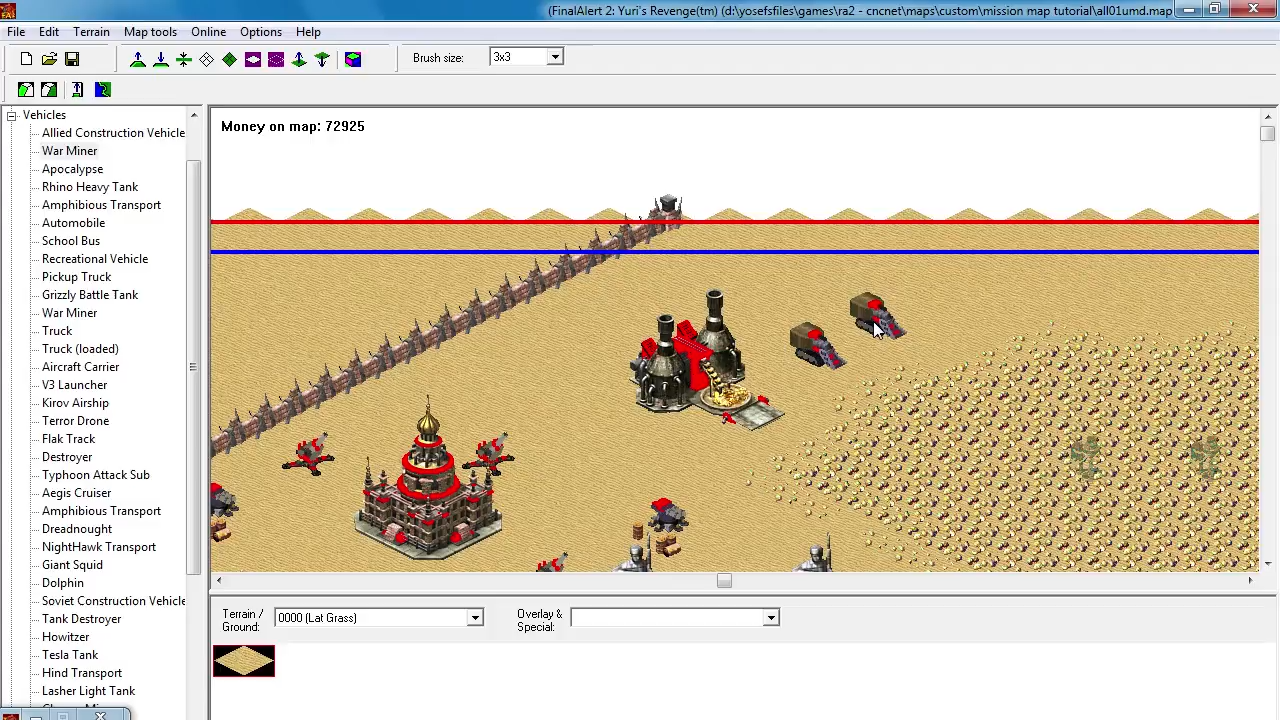 (FinalAlert 2: Yuri's Revenge(tm) (d:\yosefsfiles\games\ra2 - cncnet\maps\custom\mission map tutorial\all01umd.map
File Edit Terrain Map tools Online Options Help
Brush size: 3x3
Vehicles
Allied Construction Vehicle
War Miner
Apocalypse
Rhino Heavy Tank
Amphibious Transport
Automobile
School Bus
Recreational Vehicle
Pickup Truck
Grizzly Battle Tank
War Miner
Truck
Truck (loaded)
Aircraft Carrier
V3 Launcher
Kirov Airship
Terror Drone
Flak Track
Destroyer
Typhoon Attack Sub
Aegis Cruiser
Amphibious Transport
Dreadnought
NightHawk Transport
Giant Squid
Dolphin
Soviet Construction Vehicle
Tank Destroyer
Howitzer
Tesla Tank
Hind Transport
Lasher Light Tank
Money on map: 72925
Terrain /
Ground:
0000 (Lat Grass)
Overlay &
Special: